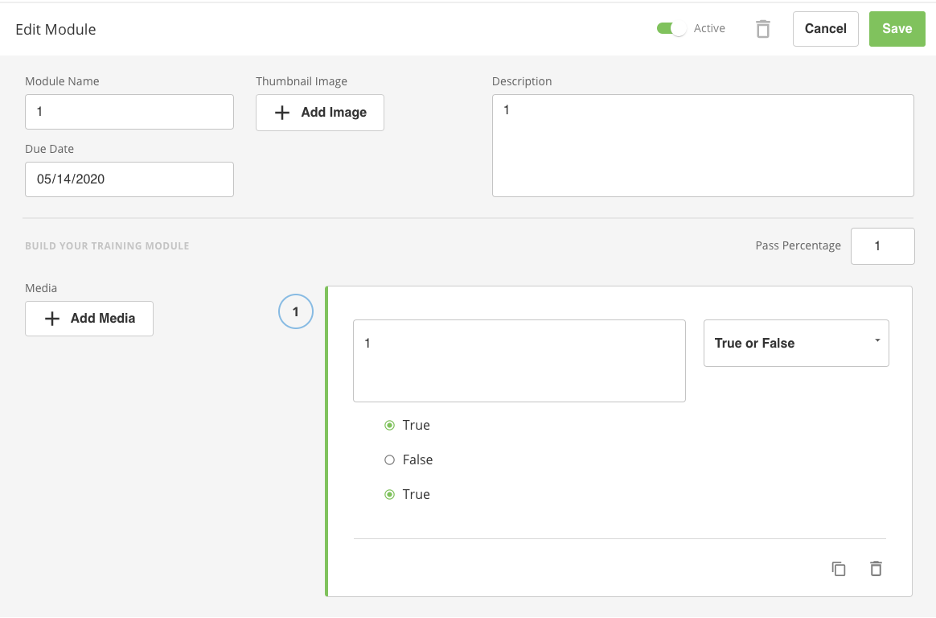 Edit Module
Active
Cancel
Save
Module Name
Thumbnail Image
Description
1
Add Image
1
Due Date
05/14/2020
BUILD YOUR TRAINING MODULE
Pass Percentage
1
Media
Add Media
1
1
True or False
True
False
True